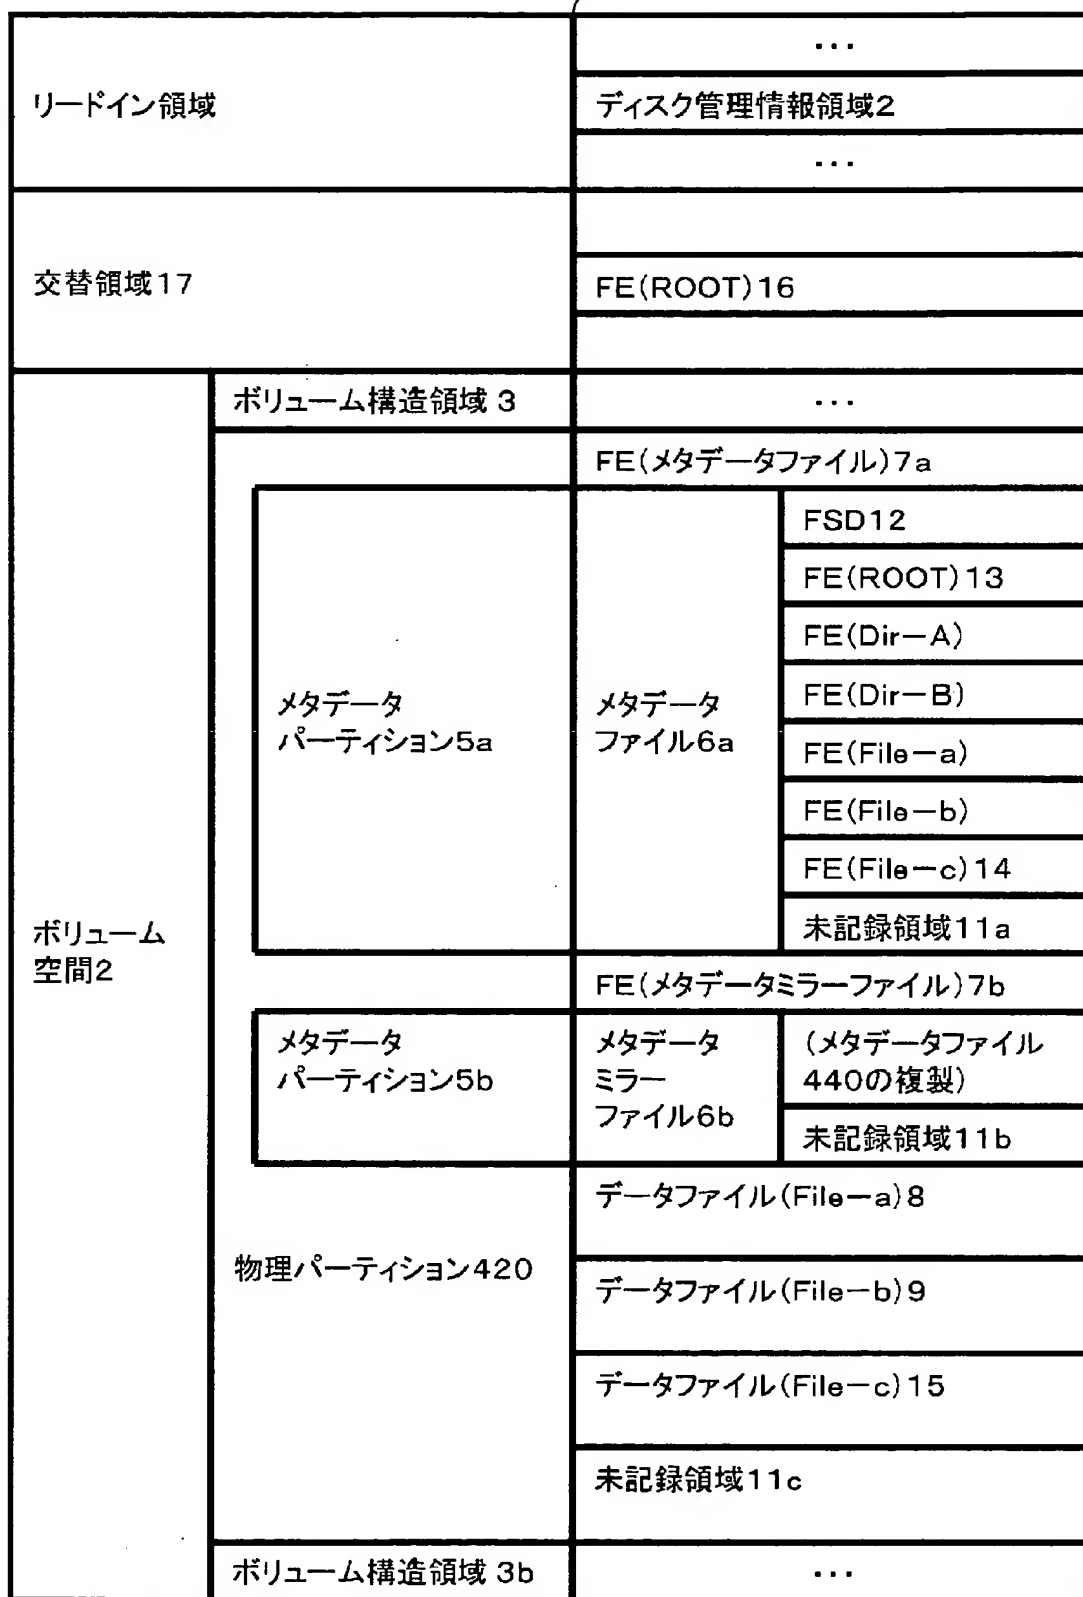 ・・・
リードイン領域
ディスク管理情報領域2
・・・
交替領域17
FE(ROOT)16
ボリューム構造領域 3
・・・
FE(メタデータファイル)7a
FSD12
FE(ROOT)13
FE(Dir－A)
FE(Dir－B)
メタデータ
パーティション5a
メタデータ
ファイル6a
FE(File－a)
FE(File－b)
FE(File－c)14
未記録領域11a
ボリューム
空間2
FE(メタデータミラーファイル)7b
メタデータ
パーティション5b
メタデータ
ミラー
ファイル6b
(メタデータファイル
440の複製)
未記録領域11b
データファイル(File－a)8
物理パーティション420
データファイル(File－b)9
データファイル(File－c)15
未記録領域11c
ボリューム構造領域 3b
・・・